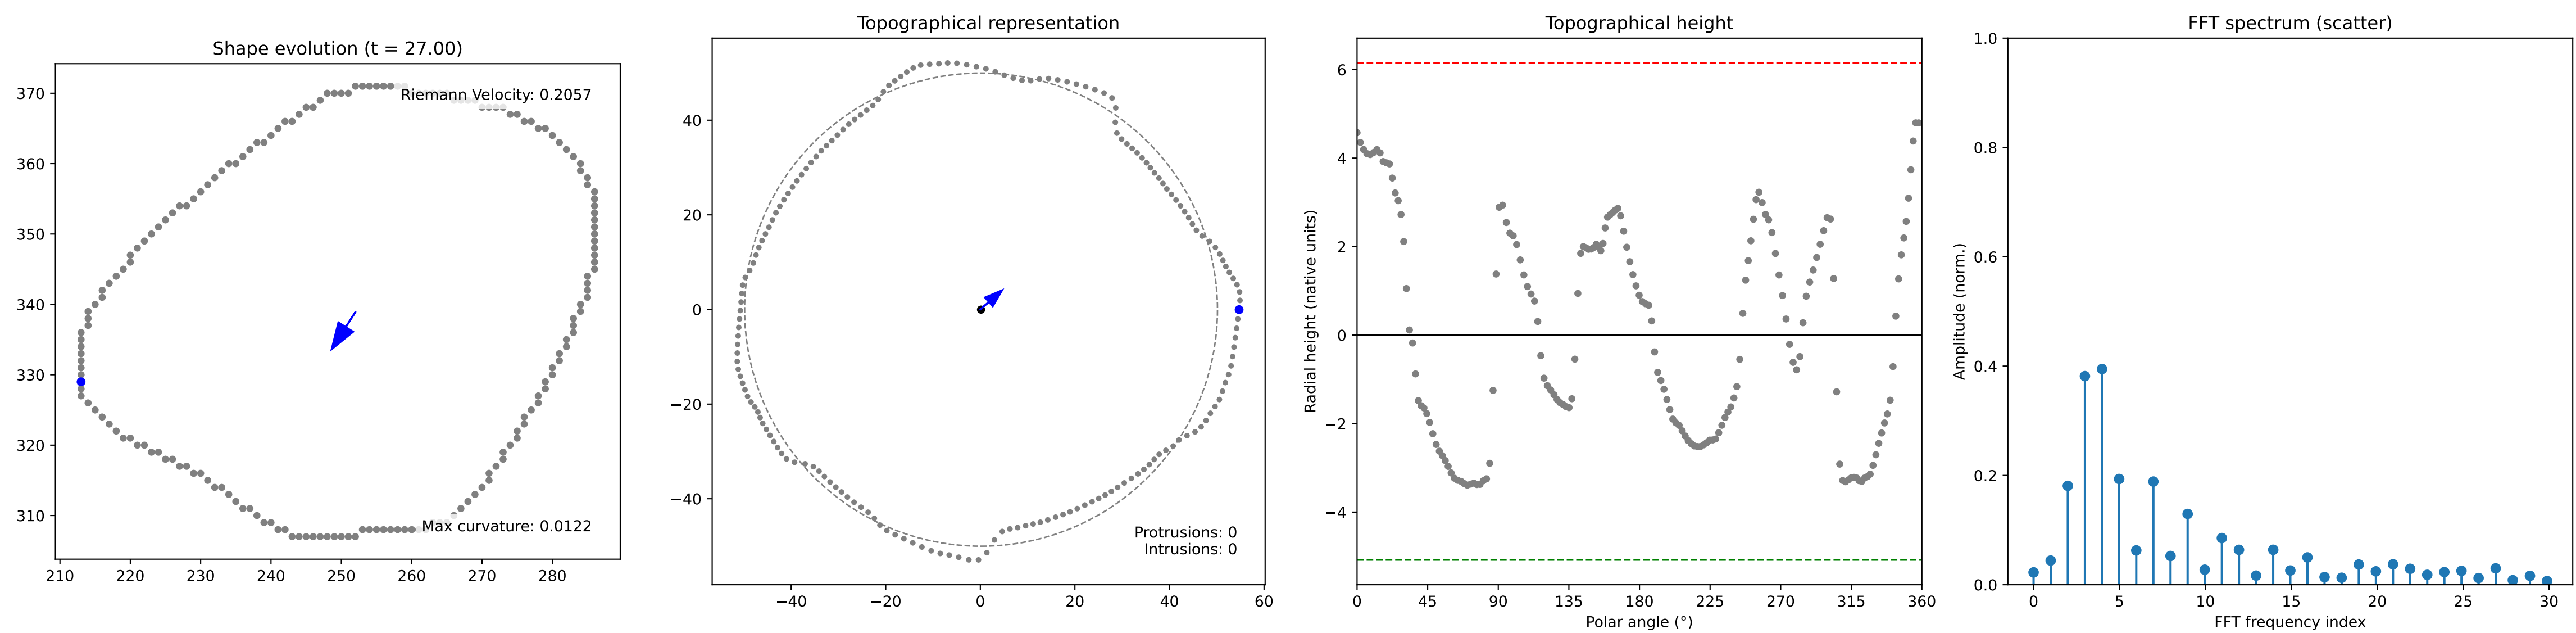 Shape evolution (t = 27.00)
Riemann Velocity: 0.2057
Max curvature: 0.0122
370
360
350
340
330
320
310
210 220 230 240 250 260 270 280
Topographical representation
40
20
0
−20
−40
−40 −20 0 20 40 60
Protrusions: 0
Intrusions: 0
Topographical height
Radial height (native units)
6
4
2
0
−2
−4
0 45 90 135 180 225 270 315 360
Polar angle (°)
FFT spectrum (scatter)
Amplitude (norm.)
1.0
0.8
0.6
0.4
0.2
0.0
0 5 10 15 20 25 30
FFT frequency index